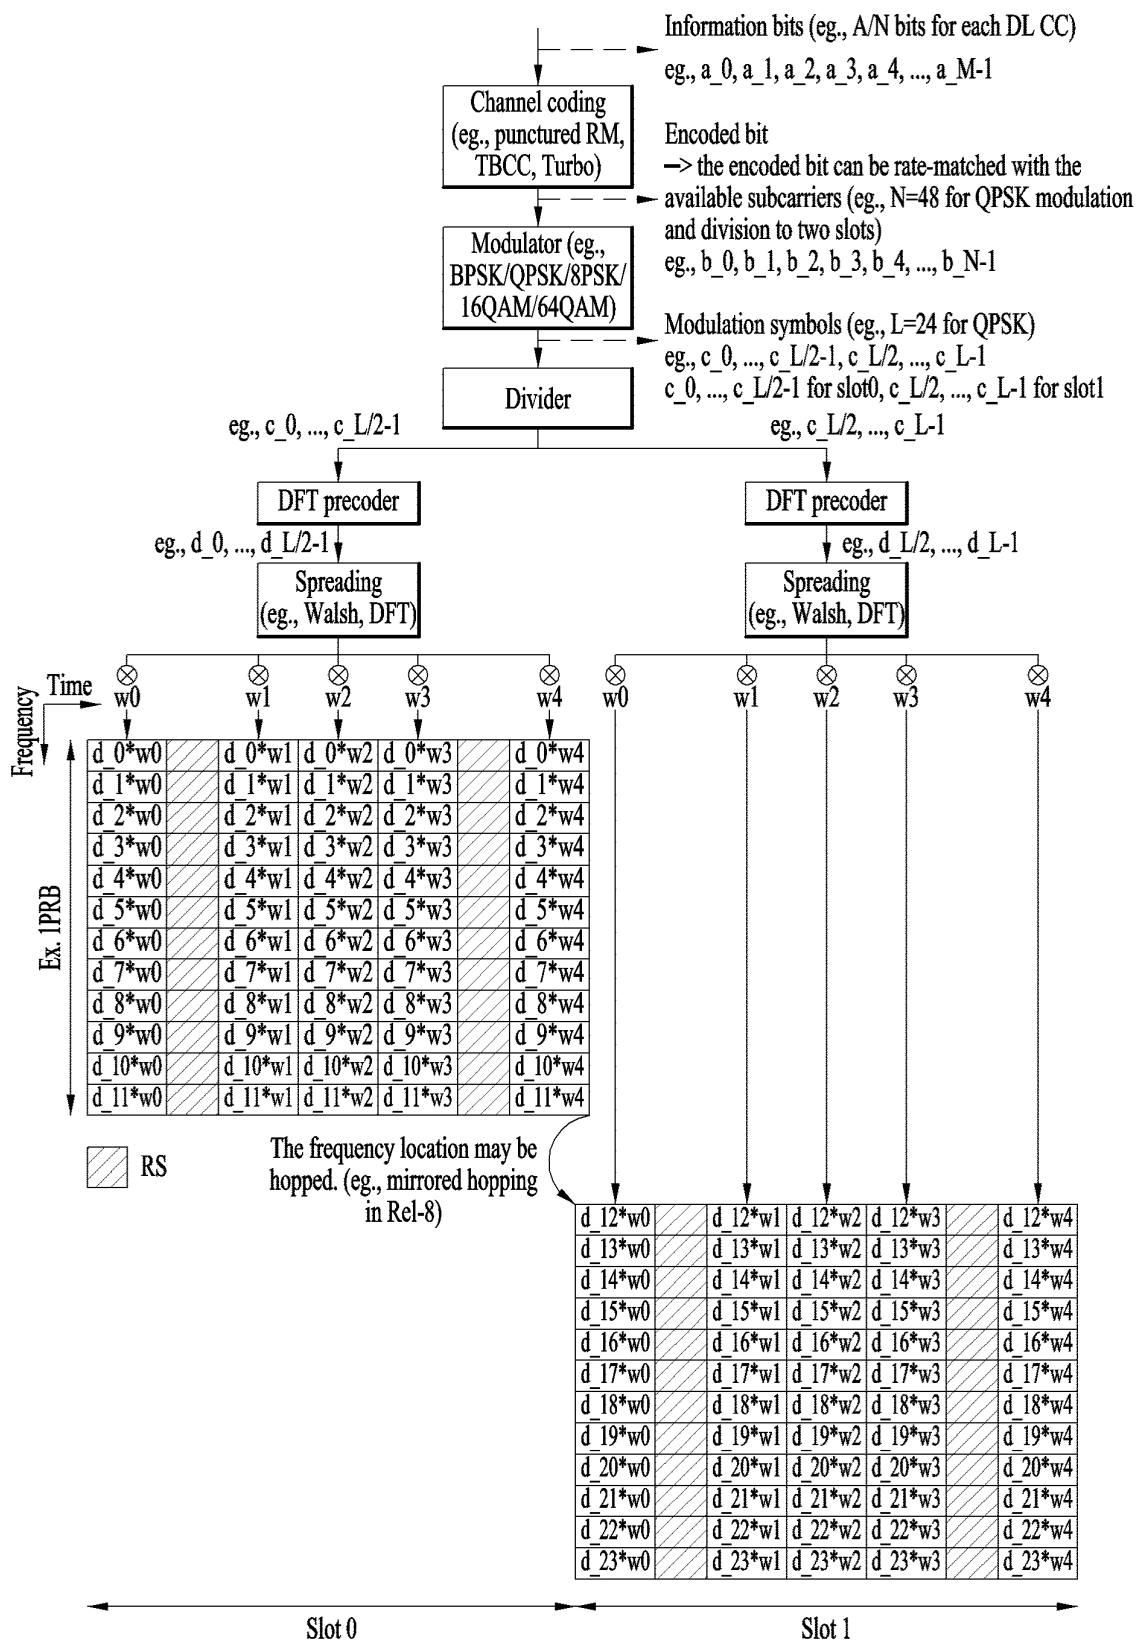 Information bits (eg., A/N bits for each DL CC)
eg., a_0, a_1, a_2, a_3, a_4, ..., a_M-1
Channel coding
(eg., punctured RM,
TBCC, Turbo)
Encoded bit
—> the encoded bit can be rate-matched with the
available subcarriers (eg., N=48 for QPSK modulation
and division to two slots)
eg., b_0, b_1, b_2, b_3, b_4, ..., b_N-1
Modulator (eg.,
BPSK/QPSK/8PSK/
16QAM/64QAM)
Modulation symbols (eg., L=24 for QPSK)
eg., c_0, ..., c_L/2-1, c_L/2, ..., c_L-1
c_0, ..., c_L/2-1 for slot0, c_L/2, ..., c_L-1 for slot1
Divider
eg., c_0, ..., c_L/2-1
eg., c_L/2, ..., c_L-1
DFT precoder
DFT precoder
eg., d_0, ..., d_L/2-1
eg., d_L/2, ..., d_L-1
Spreading
(eg., Walsh, DFT)
Spreading
(eg., Walsh, DFT)
Time
Frequency
w0 w1 w2 w3 w4 w0 w1 w2 w3 w4
d_0*w0 d_0*w1 d_0*w2 d_0*w3 d_0*w4
d_1*w0 d_1*w1 d_1*w2 d_1*w3 d_1*w4
d_2*w0 d_2*w1 d_2*w2 d_2*w3 d_2*w4
d_3*w0 d_3*w1 d_3*w2 d_3*w3 d_3*w4
d_4*w0 d_4*w1 d_4*w2 d_4*w3 d_4*w4
d_5*w0 d_5*w1 d_5*w2 d_5*w3 d_5*w4
d_6*w0 d_6*w1 d_6*w2 d_6*w3 d_6*w4
d_7*w0 d_7*w1 d_7*w2 d_7*w3 d_7*w4
d_8*w0 d_8*w1 d_8*w2 d_8*w3 d_8*w4
d_9*w0 d_9*w1 d_9*w2 d_9*w3 d_9*w4
d_10*w0 d_10*w1 d_10*w2 d_10*w3 d_10*w4
d_11*w0 d_11*w1 d_11*w2 d_11*w3 d_11*w4
Ex. 1PRB
RS
The frequency location may be
hopped. (eg., mirrored hopping
in Rel-8)
d_12*w0 d_12*w1 d_12*w2 d_12*w3 d_12*w4
d_13*w0 d_13*w1 d_13*w2 d_13*w3 d_13*w4
d_14*w0 d_14*w1 d_14*w2 d_14*w3 d_14*w4
d_15*w0 d_15*w1 d_15*w2 d_15*w3 d_15*w4
d_16*w0 d_16*w1 d_16*w2 d_16*w3 d_16*w4
d_17*w0 d_17*w1 d_17*w2 d_17*w3 d_17*w4
d_18*w0 d_18*w1 d_18*w2 d_18*w3 d_18*w4
d_19*w0 d_19*w1 d_19*w2 d_19*w3 d_19*w4
d_20*w0 d_20*w1 d_20*w2 d_20*w3 d_20*w4
d_21*w0 d_21*w1 d_21*w2 d_21*w3 d_21*w4
d_22*w0 d_22*w1 d_22*w2 d_22*w3 d_22*w4
d_23*w0 d_23*w1 d_23*w2 d_23*w3 d_23*w4
Slot 0
Slot 1